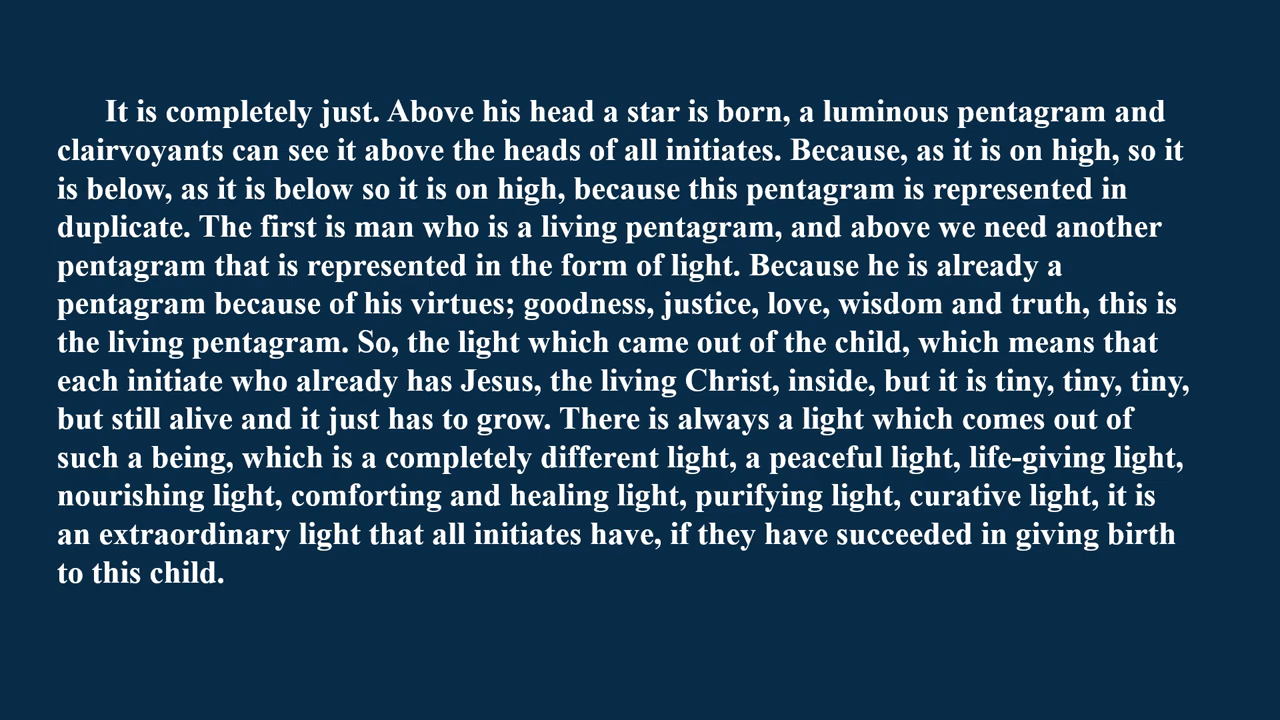 It is completely just. Above his head a star is born, a luminous pentagram and
clairvoyants can see it above the heads of all initiates. Because, as it is on high, so it
is below, as it is below so it is on high, because this pentagram is represented in
duplicate. The first is man who is a living pentagram, and above we need another
pentagram that is represented in the form of light. Because he is already a
pentagram because of his virtues; goodness, justice, love, wisdom and truth, this is
the living pentagram. So, the light which came out of the child, which means that
each initiate who already has Jesus, the living Christ, inside, but it is tiny, tiny, tiny,
but still alive and it just has to grow. There is always a light which comes out of
such a being, which is a completely different light, a peaceful light, life-giving light,
nourishing light, comforting and healing light, purifying light, curative light, it is
an extraordinary light that all initiates have, if they have succeeded in giving birth
to this child.